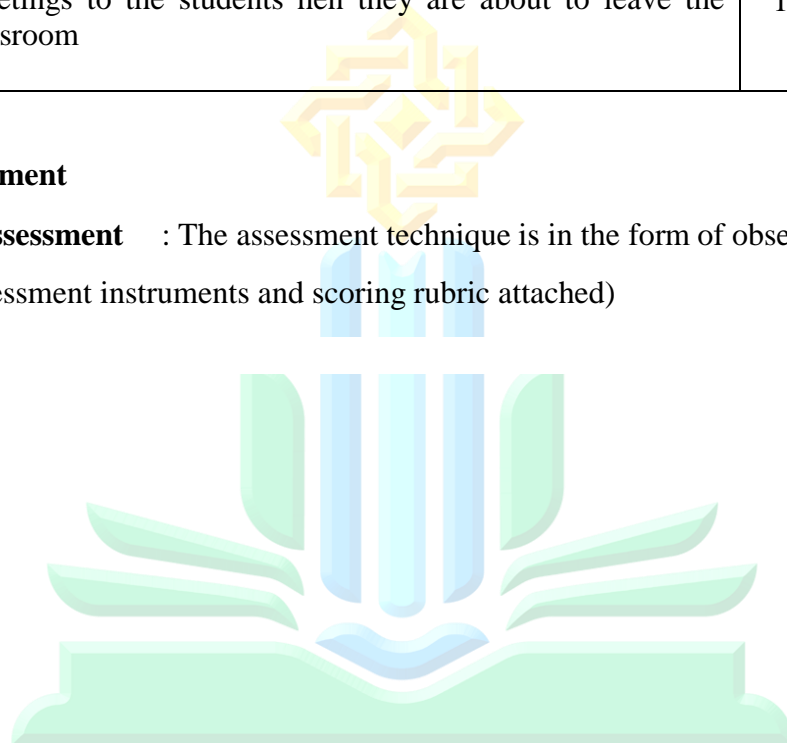 etings to the students heh they are about to leave the
sroom
ment
ssessment : The assessment technique is in the form of obse
essment instruments and scoring rubric attached)